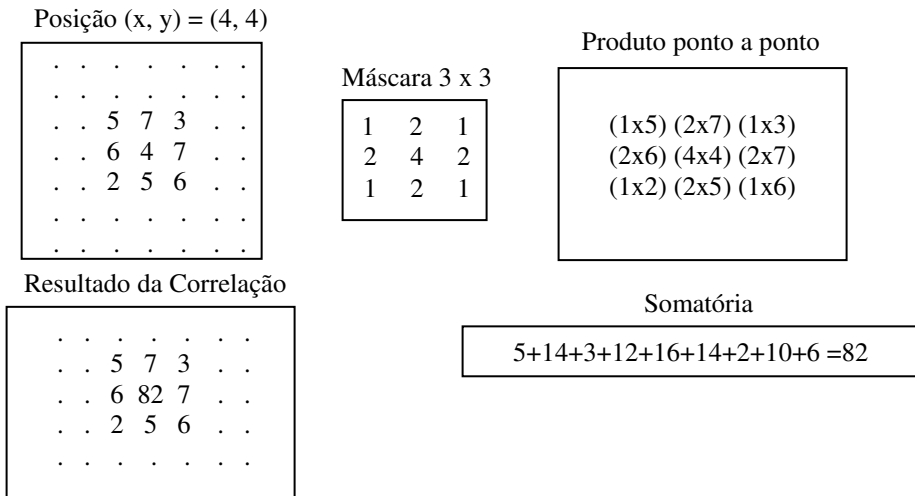 Posição (x, y) = (4, 4)
. . . . . . .
. . . . . . .
. . 5 7 3 . .
. . 6 4 7 . .
. . 2 5 6 . .
. . . . . . .
. . . . . . .
Máscara 3 x 3
1 2 1
2 4 2
1 2 1
Produto ponto a ponto
(1x5) (2x7) (1x3)
(2x6) (4x4) (2x7)
(1x2) (2x5) (1x6)
Resultado da Correlação
. . . . . . .
. . 5 7 3 . .
. . 6 82 7 . .
. . 2 5 6 . .
. . . . . . .
Somatória
5+14+3+12+16+14+2+10+6 =82